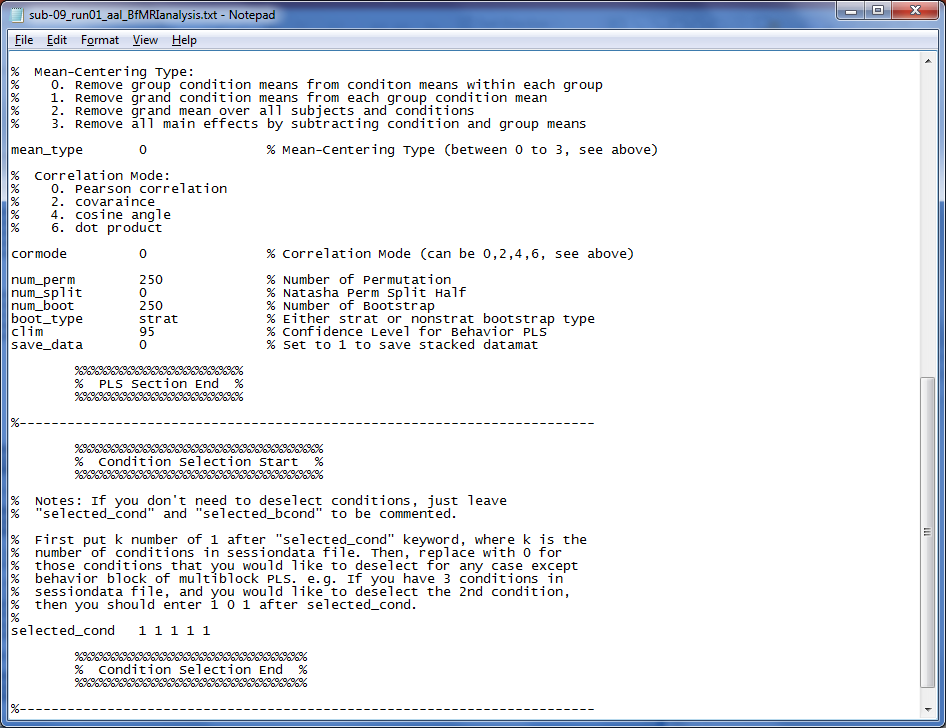 sub-09_run01_aal_BfMRIanalysis.txt - Notepad
File Edit Format View Help
% Mean-Centering Type:
% 0. Remove group condition means from conditon means within each group
% 1. Remove grand condition means from each group condition mean
% 2. Remove grand mean over all subjects and conditions
% 3. Remove all main effects by subtracting condition and group means
mean_type 0 % Mean-Centering Type (between 0 to 3, see above)
% Correlation Mode:
% 0. Pearson correlation
% 2. covaraince
% 4. cosine angle
% 6. dot product
cormode 0 % Correlation Mode (can be 0,2,4,6, see above)
num_perm 250 % Number of Permutation
num_split 0 % Natasha Perm Split Half
num_boot 250 % Number of Bootstrap
boot_type strat % Either strat or nonstrat bootstrap type
clim 95 % Confidence Level for Behavior PLS
save_data 0 % Set to 1 to save stacked datamat
%%%%%%%%%%%%%%%%%%%%%
% PLS Section End %
%%%%%%%%%%%%%%%%%%%%%
%------------------------------------------------------------------------
%%%%%%%%%%%%%%%%%%%%%%%%%%%%%%%
% Condition Selection Start %
%%%%%%%%%%%%%%%%%%%%%%%%%%%%%%%
% Notes: If you don't need to deselect conditions, just leave
% "selected_cond" and "selected_bcond" to be commented.
% First put k number of 1 after "selected_cond" keyword, where k is the
% number of conditions in sessiondata file. Then, replace with 0 for
% those conditions that you would like to deselect for any case except
% behavior block of multiblock PLS. e.g. If you have 3 conditions in
% sessiondata file, and you would like to deselect the 2nd condition,
% then you should enter 1 0 1 after selected_cond.
%
selected_cond 1 1 1 1 1
%%%%%%%%%%%%%%%%%%%%%%%%%%%%%
% Condition Selection End %
%%%%%%%%%%%%%%%%%%%%%%%%%%%%%
%------------------------------------------------------------------------